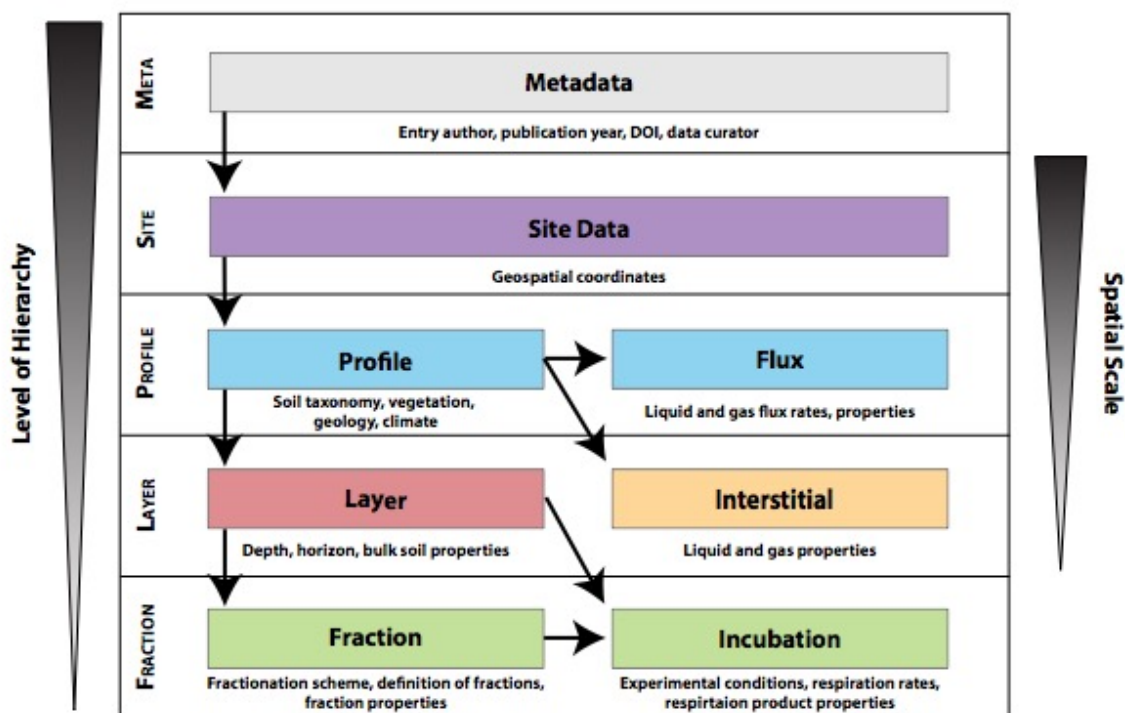 META
Metadata
Entry author, publication year, DOI, data curator
SITE
Site Data
Geospatial coordinates
Level of Hierarchy
Spatial Scale
PROFILE
Profile
Flux
Soil taxonomy, vegetation,
geology, climate
Liquid and gas flux rates, properties
LAYER
Layer
Interstitial
Depth, horizon, bulk soil properties
Liquid and gas properties
FRACTION
Fraction
Incubation
Fractionation scheme, definition of fractions,
fraction properties
Experimental conditions, respiration rates,
respirtaion product properties